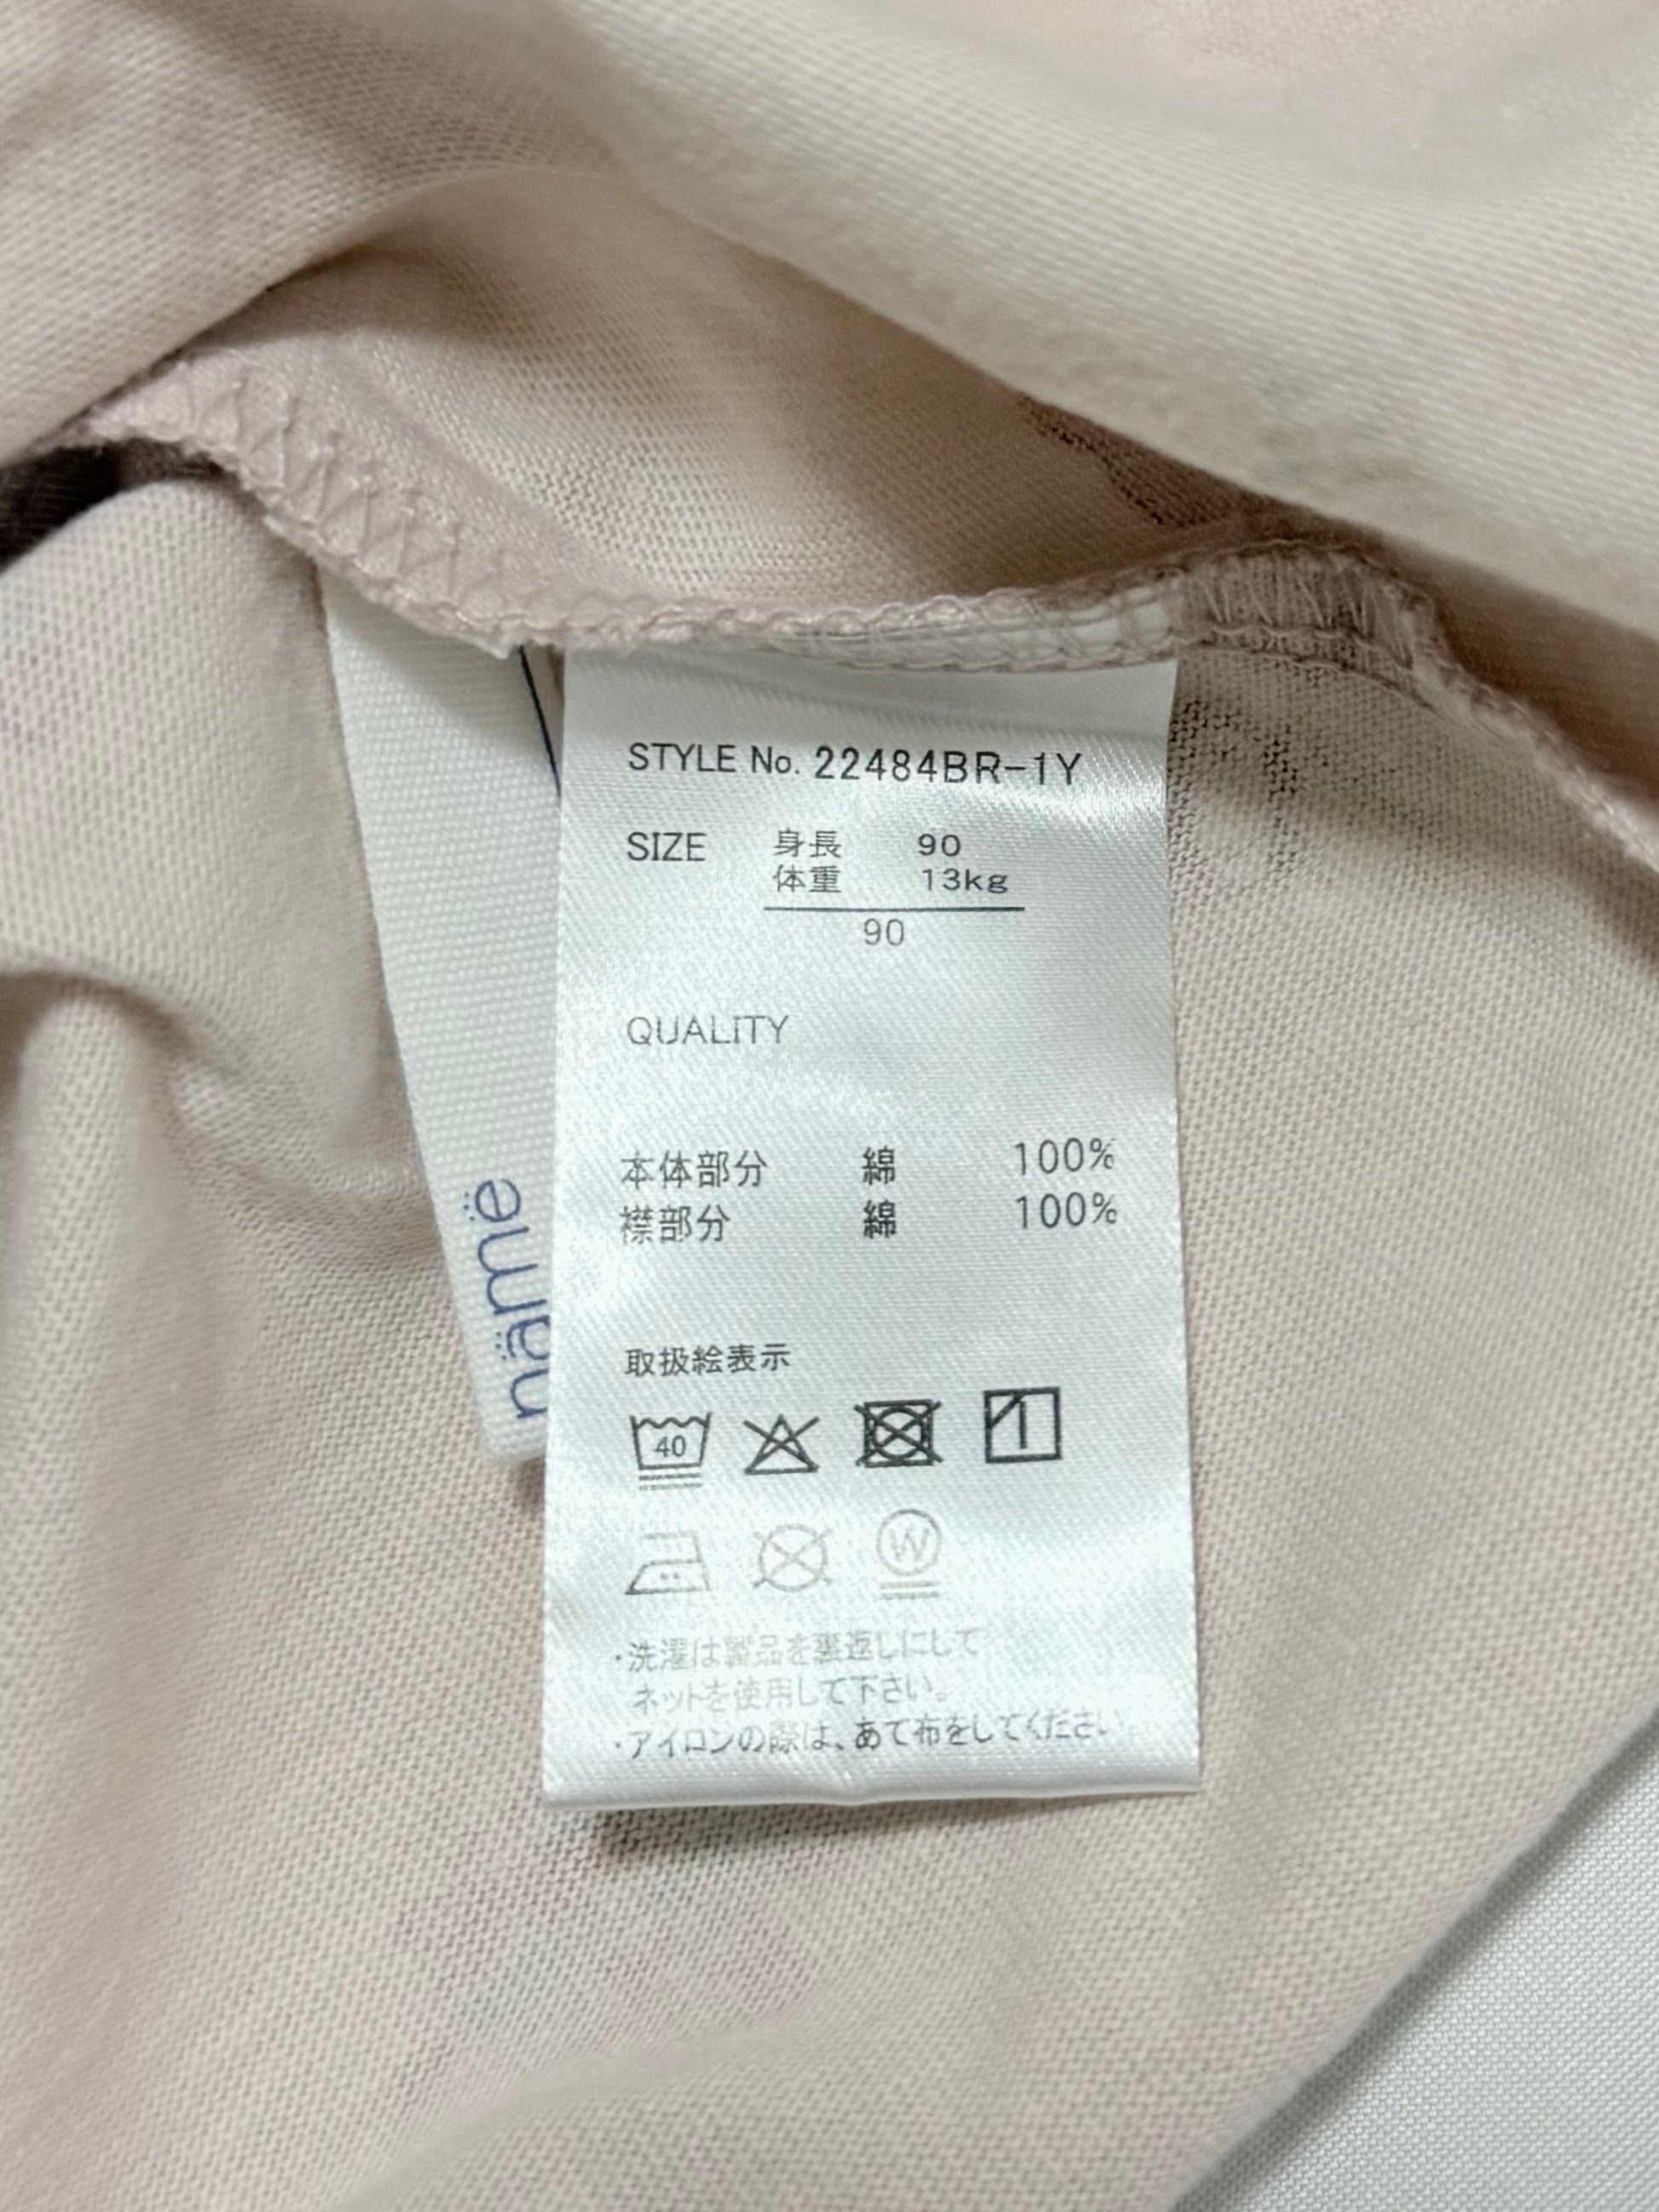 STYLE No. 22484BR-1Y
SIZE 身長 90
体重 13kg
90
QUALITY
本体部分 綿 100%
襟部分 綿 100%
取扱絵表示
40
W
・洗濯は製品を裏返しにして
ネットを使用して下さい。
・アイロンの際は、あて布をしてください
nämë